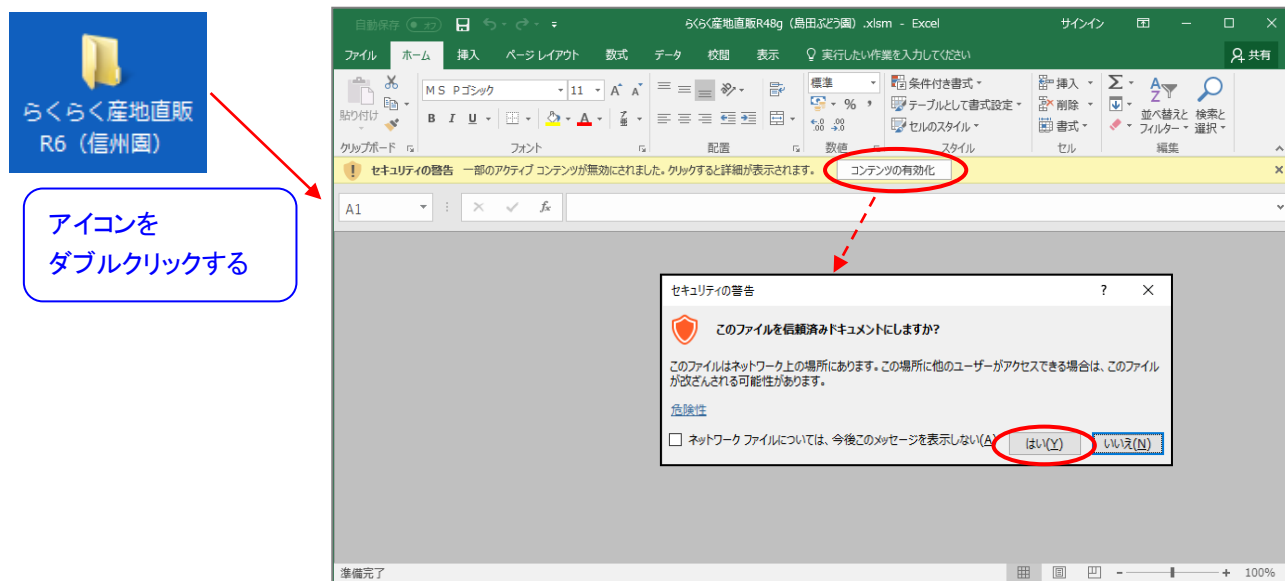 らくらく産地直販
R6（信州園）
アイコンを
ダブルクリックする
自動保存 オフ らくらく産地直販R48g（島田ぶどう園）.xlsm - Excel サインイン
ファイル ホーム 挿入 ページ レイアウト 数式 データ 校閲 表示 実行したい作業を入力してください 共有
貼り付け
MS Pゴシック 11
B I U
標準
% ,
条件付き書式
テーブルとして書式設定
セルのスタイル
挿入
削除
書式
並べ替えと
フィルター
検索と
選択
クリップボード フォント 配置 数値 スタイル セル 編集
セキュリティの警告 一部のアクティブ コンテンツが無効にされました。クリックすると詳細が表示されます。 コンテンツの有効化
A1 fx
セキュリティの警告 ?
このファイルを信頼済みドキュメントにしますか?
このファイルはネットワーク上の場所にあります。この場所に他のユーザーがアクセスできる場合は、このファイル
が改ざんされる可能性があります。
危険性
ネットワーク ファイルについては、今後このメッセージを表示しない(A) はい(Y) いいえ(N)
準備完了 100%